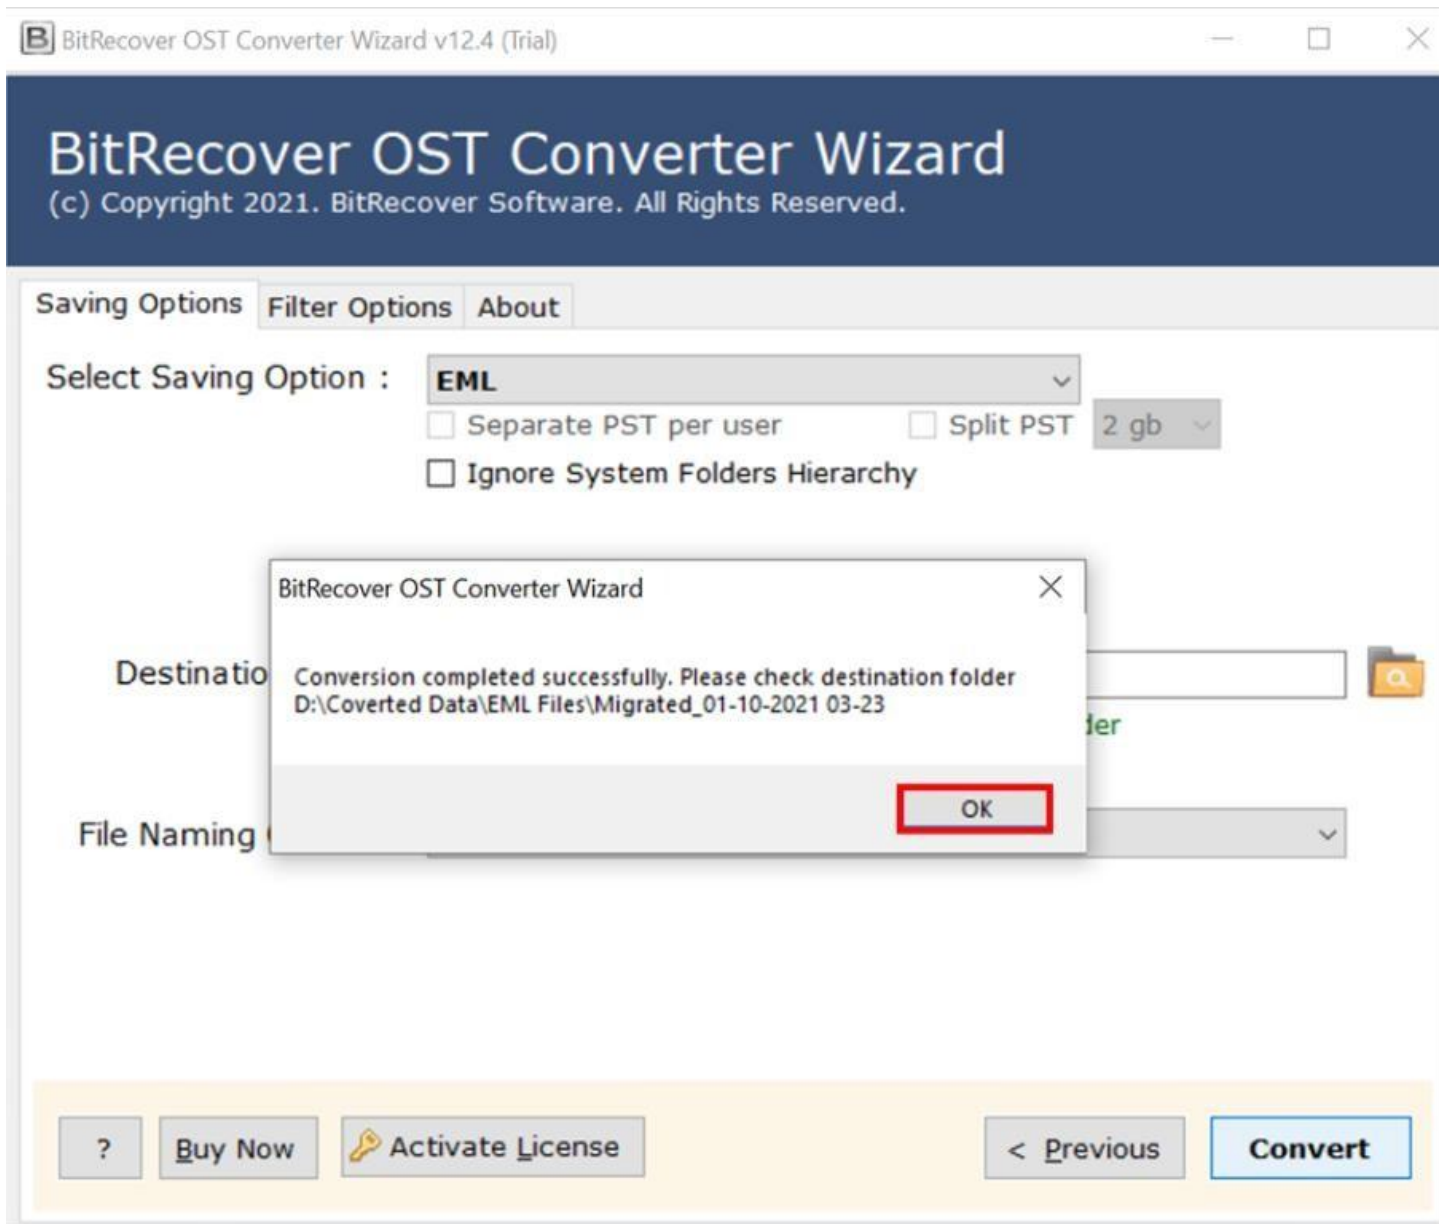 BitRecover OST Converter Wizard v12.4 (Trial)
BitRecover OST Converter Wizard
(c) Copyright 2021. BitRecover Software. All Rights Reserved.
Saving Options Filter Options About
Select Saving Option : EML
Separate PST per user Split PST 2 gb
Ignore System Folders Hierarchy
BitRecover OST Converter Wizard
Destinatio
Conversion completed successfully. Please check destination folder
D:\Coverted Data\EML Files\Migrated_01-10-2021 03-23
der
OK
File Naming
? Buy Now Activate License < Previous Convert